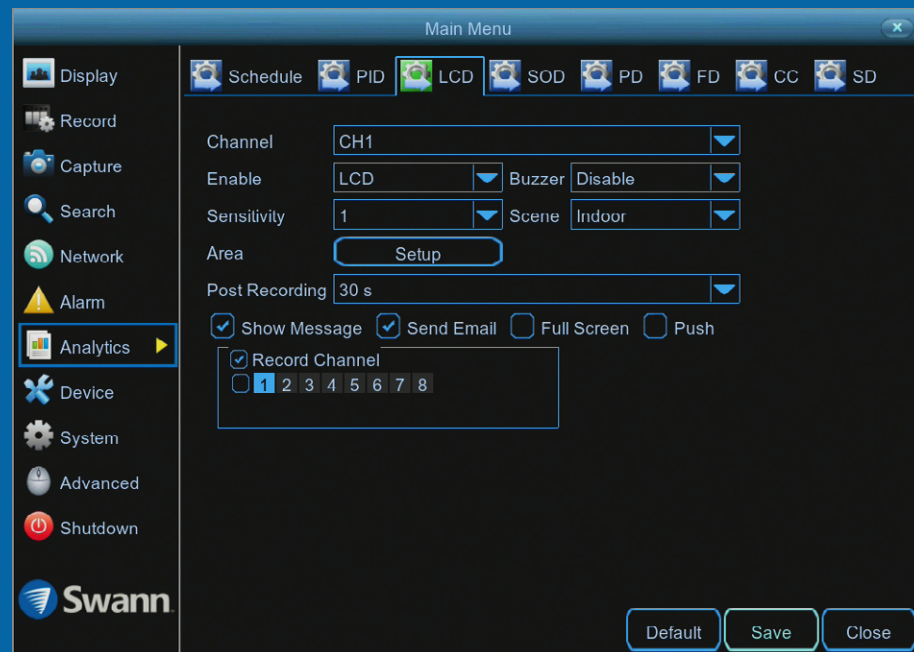 Main Menu
Display
Record
Capture
Search
Network
Alarm
Analytics
Device
System
Advanced
Shutdown
Swann
Schedule PID LCD SOD PD FD CC SD
Channel CH1
Enable LCD Buzzer Disable
Sensitivity 1 Scene Indoor
Area Setup
Post Recording 30 s
Show Message Send Email Full Screen Push
Record Channel
1 2 3 4 5 6 7 8
Default Save Close